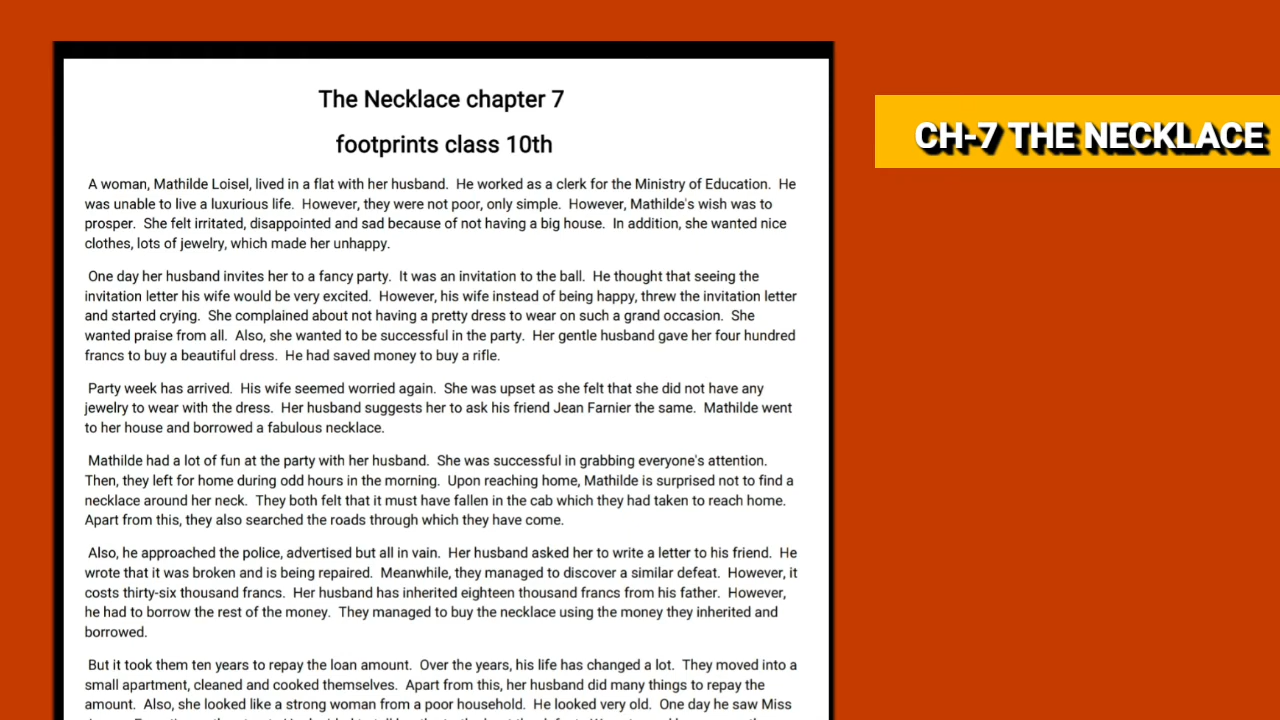 The Necklace chapter 7
footprints class 10th
CH-7 THE NECKLACE
A woman, Mathilde Loisel, lived in a flat with her husband. He worked as a clerk for the Ministry of Education. He
was unable to live a luxurious life. However, they were not poor, only simple. However, Mathilde's wish was to
prosper. She felt irritated, disappointed and sad because of not having a big house. In addition, she wanted nice
clothes, lots of jewelry, which made her unhappy.
One day her husband invites her to a fancy party. It was an invitation to the ball. He thought that seeing the
invitation letter his wife would be very excited. However, his wife instead of being happy, threw the invitation letter
and started crying. She complained about not having a pretty dress to wear on such a grand occasion. She
wanted praise from all. Also, she wanted to be successful in the party. Her gentle husband gave her four hundred
francs to buy a beautiful dress. He had saved money to buy a rifle.
Party week has arrived. His wife seemed worried again. She was upset as she felt that she did not have any
jewelry to wear with the dress. Her husband suggests her to ask his friend Jean Farnier the same. Mathilde went
to her house and borrowed a fabulous necklace.
Mathilde had a lot of fun at the party with her husband. She was successful in grabbing everyone's attention.
Then, they left for home during odd hours in the morning. Upon reaching home, Mathilde is surprised not to find a
necklace around her neck. They both felt that it must have fallen in the cab which they had taken to reach home.
Apart from this, they also searched the roads through which they have come.
Also, he approached the police, advertised but all in vain. Her husband asked her to write a letter to his friend. He
wrote that it was broken and is being repaired. Meanwhile, they managed to discover a similar defeat. However, it
costs thirty-six thousand francs. Her husband has inherited eighteen thousand francs from his father. However,
he had to borrow the rest of the money. They managed to buy the necklace using the money they inherited and
borrowed.
But it took them ten years to repay the loan amount. Over the years, his life has changed a lot. They moved into a
small apartment, cleaned and cooked themselves. Apart from this, her husband did many things to repay the
amount. Also, she looked like a strong woman from a poor household. He looked very old. One day he saw Miss